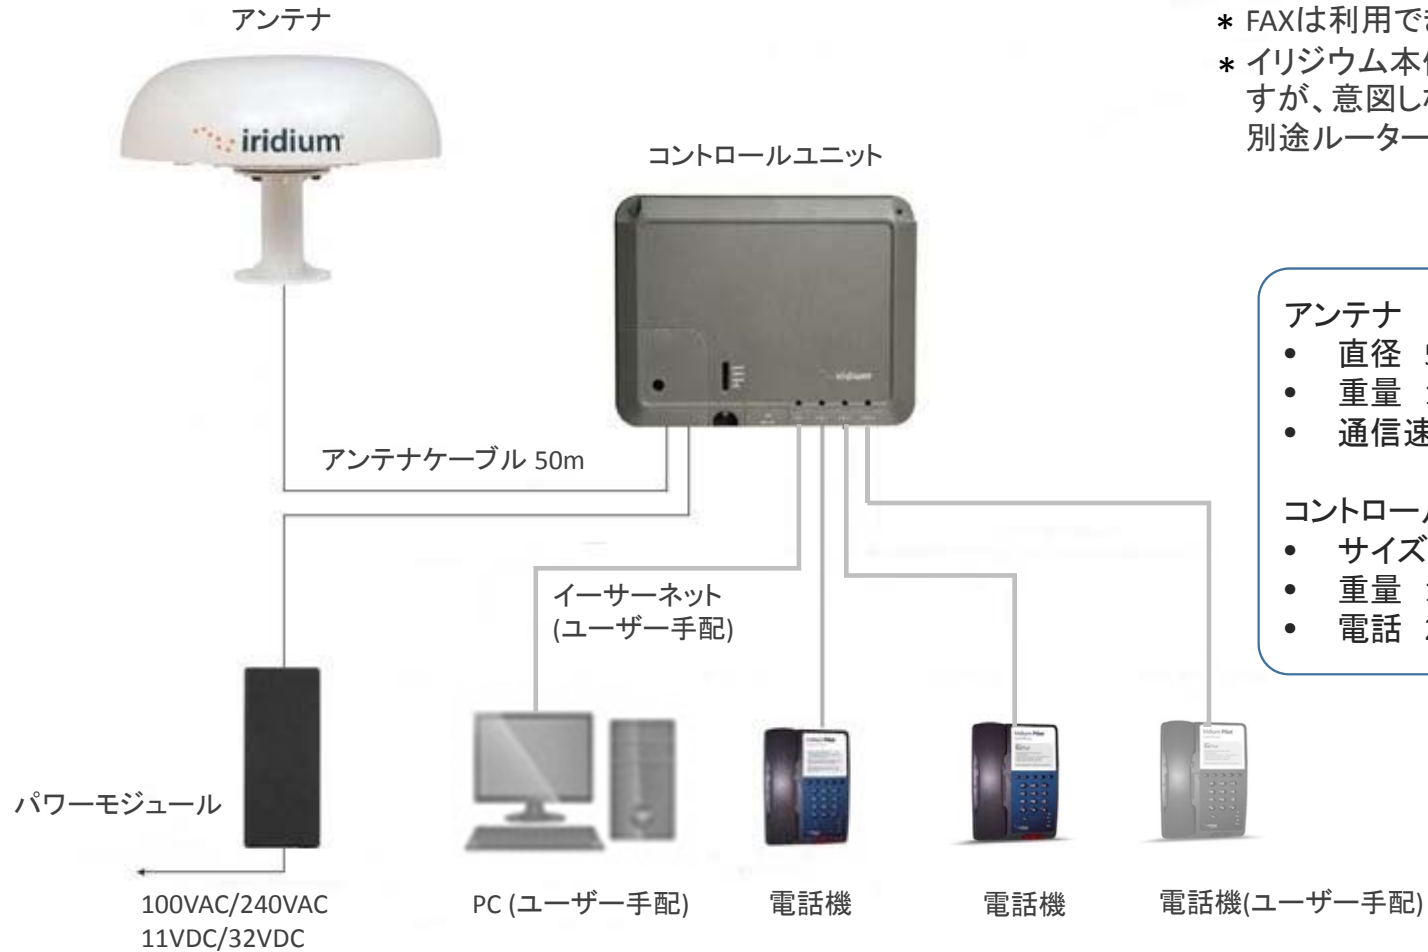 アンテナ
* FAXは利用で
* イリジウム本
すが、意図し
別途ルーター
iridium
コントロールユニット
iridium
アンテナ
• 直径
• 重量
• 通信速
コントロール
• サイズ
• 重量
• 電話
アンテナケーブル 50m
イーサーネット
(ユーザー手配)
パワーモジュール
100VAC/240VAC
11VDC/32VDC
PC (ユーザー手配)
電話機
電話機
電話機(ユーザー手配)